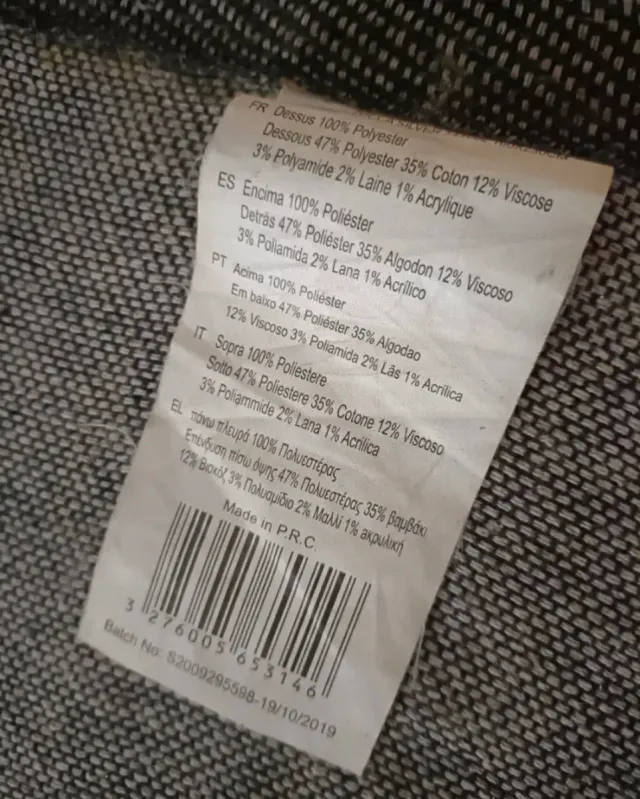 FR Dessus 100% Polyester
Dessous 47% Polyester 35% Coton 12% Viscose
3% Polyamide 2% Laine 1% Acrylique
ES Encima 100% Poliéster
Detrás 47% Poliéster 35% Algodon 12% Viscoso
3% Poliamida 2% Lana 1% Acrílico
PT Acima 100% Poliéster
Em baixo 47% Poliéster 35% Algodao
12% Viscoso 3% Poliamida 2% Lãs 1% Acrílica
IT Sopra 100% Poliestere
Sotto 47% Poliestere 35% Cotone 12% Viscoso
3% Poliammide 2% Lana 1% Acrilica
EL πάνω πλευρά 100% Πολυεστέρας
Επένδυση πίσω όψης 47% Πολυεστέρας 35% βαμβάκι
12% Βισκόζ 3% Πολυαμίδιο 2% Μαλλί 1% ακρυλική
Made in P.R.C.
3 276005 653146
Batch No: S2009295598-19/10/2019